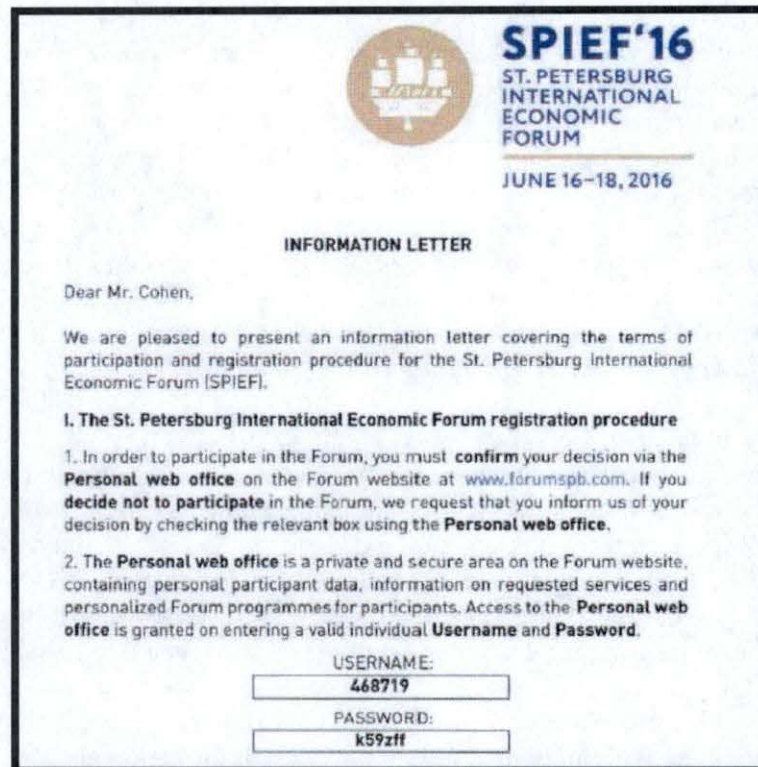 SPIEF'16
ST. PETERSBURG
INTERNATIONAL
ECONOMIC
FORUM
JUNE 16–18, 2016
INFORMATION LETTER
Dear Mr. Cohen,
We are pleased to present an information letter covering the terms of
participation and registration procedure for the St. Petersburg International
Economic Forum (SPIEF).
I. The St. Petersburg International Economic Forum registration procedure
1. In order to participate in the Forum, you must confirm your decision via the
Personal web office on the Forum website at www.forumspb.com. If you
decide not to participate in the Forum, we request that you inform us of your
decision by checking the relevant box using the Personal web office.
2. The Personal web office is a private and secure area on the Forum website,
containing personal participant data, information on requested services and
personalized Forum programmes for participants. Access to the Personal web
office is granted on entering a valid individual Username and Password.
USERNAME:
468719
PASSWORD:
k59zff